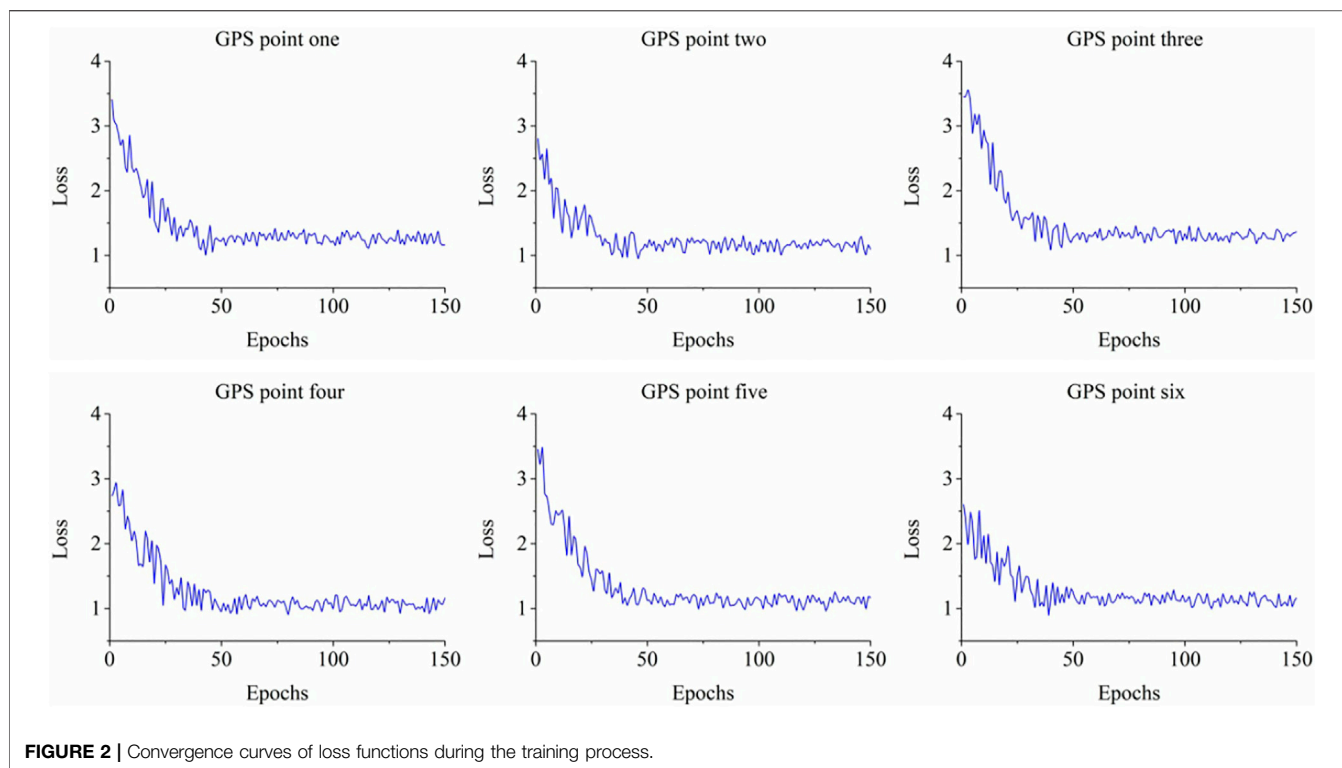 GPS point one
GPS point two
GPS point three
4
3
2
1
Loss
0
50
100
150
Epochs
4
3
2
1
Loss
0
50
100
150
Epochs
4
3
2
1
Loss
0
50
100
150
Epochs
GPS point four
GPS point five
GPS point six
4
3
2
1
Loss
0
50
100
150
Epochs
4
3
2
1
Loss
0
50
100
150
Epochs
4
3
2
1
Loss
0
50
100
150
Epochs
FIGURE 2 | Convergence curves of loss functions during the training process.